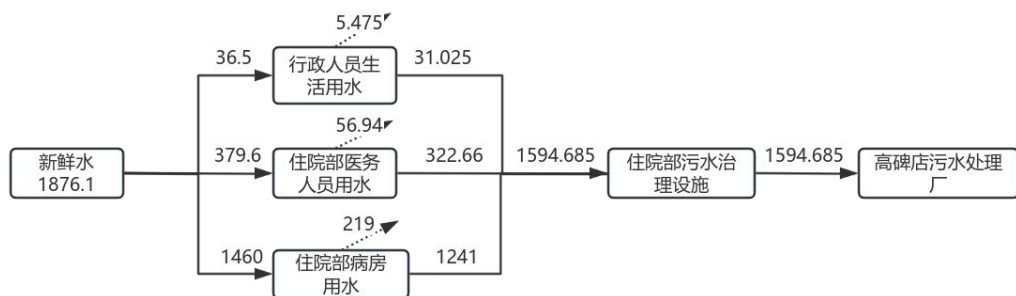 5.475
36.5
行政人员生
活用水
31.025
56.94
新鲜水
1876.1
379.6
住院部医务
人员用水
322.66
1594.685
住院部污水治
理设施
1594.685
高碑店污水处理
厂
219
1460
住院部病房
用水
1241